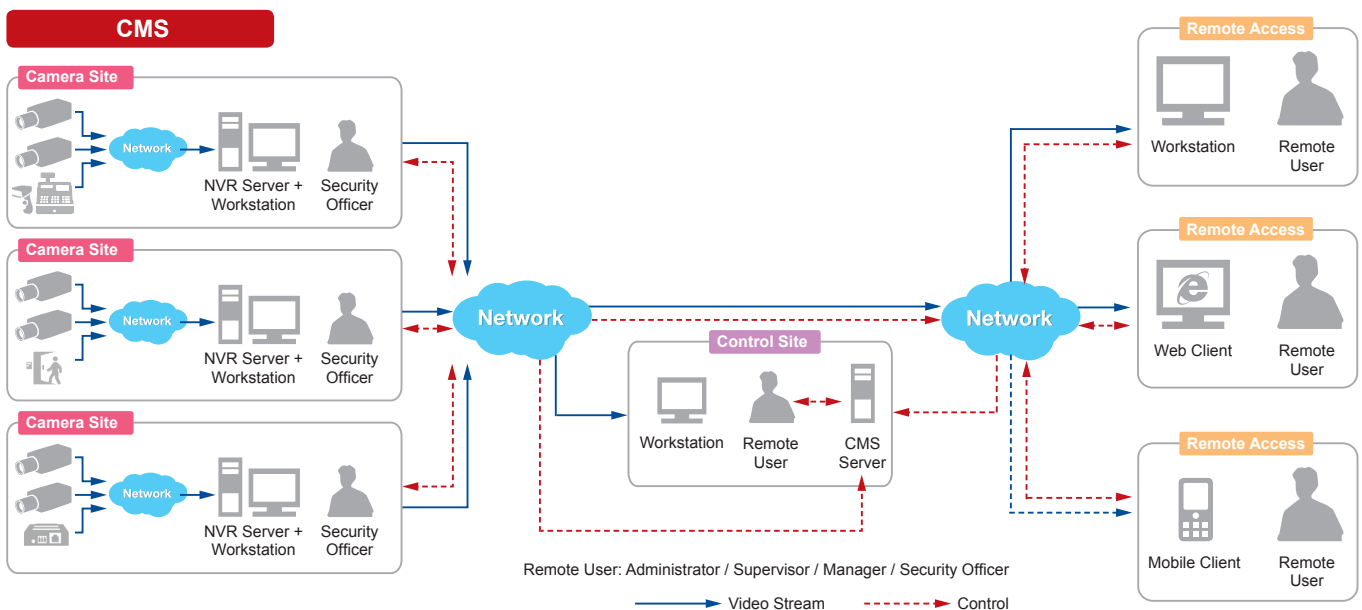 CMS
Camera Site
Network
NVR Server +
Workstation
Security
Officer
Camera Site
Network
NVR Server +
Workstation
Security
Officer
Camera Site
Network
NVR Server +
Workstation
Security
Officer
Network
Control Site
Workstation
Remote
User
CMS
Server
Network
Remote Access
Workstation
Remote
User
Remote Access
e
Web Client
Remote
User
Remote Access
Mobile Client
Remote
User
Remote User: Administrator / Supervisor / Manager / Security Officer
Video Stream
Control